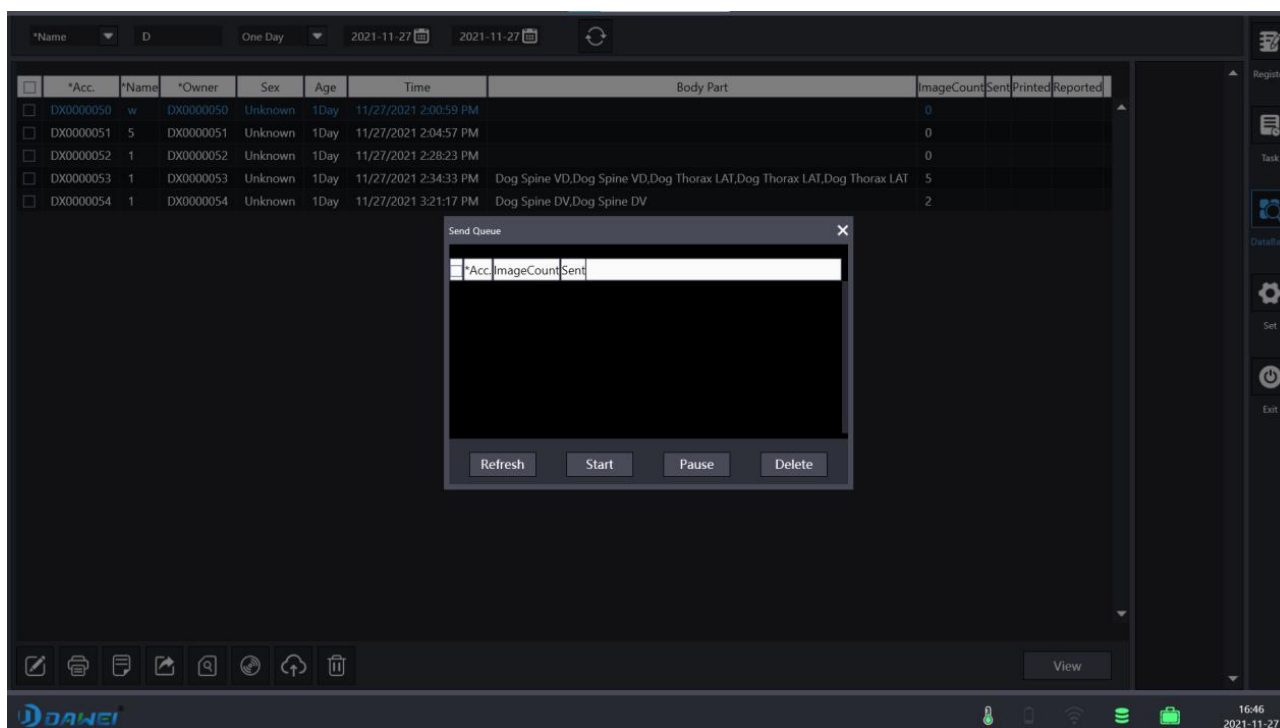 *Name D One Day 2021-11-27 2021-11-27
Regist
*Acc. *Name *Owner Sex Age Time Body Part ImageCount Sent Printed Reported
DX0000050 w DX0000050 Unknown 1Day 11/27/2021 2:00:59 PM 0
DX0000051 5 DX0000051 Unknown 1Day 11/27/2021 2:04:57 PM 0
DX0000052 1 DX0000052 Unknown 1Day 11/27/2021 2:28:23 PM 0
Task
DX0000053 1 DX0000053 Unknown 1Day 11/27/2021 2:34:33 PM Dog Spine VD,Dog Spine VD,Dog Thorax LAT,Dog Thorax LAT,Dog Thorax LAT 5
DX0000054 1 DX0000054 Unknown 1Day 11/27/2021 3:21:17 PM Dog Spine DV,Dog Spine DV 2
Send Queue
DataBa
*Acc. ImageCount Sent
Set
Exit
Refresh Start Pause Delete
View
DAWEI
16:46
2021-11-27